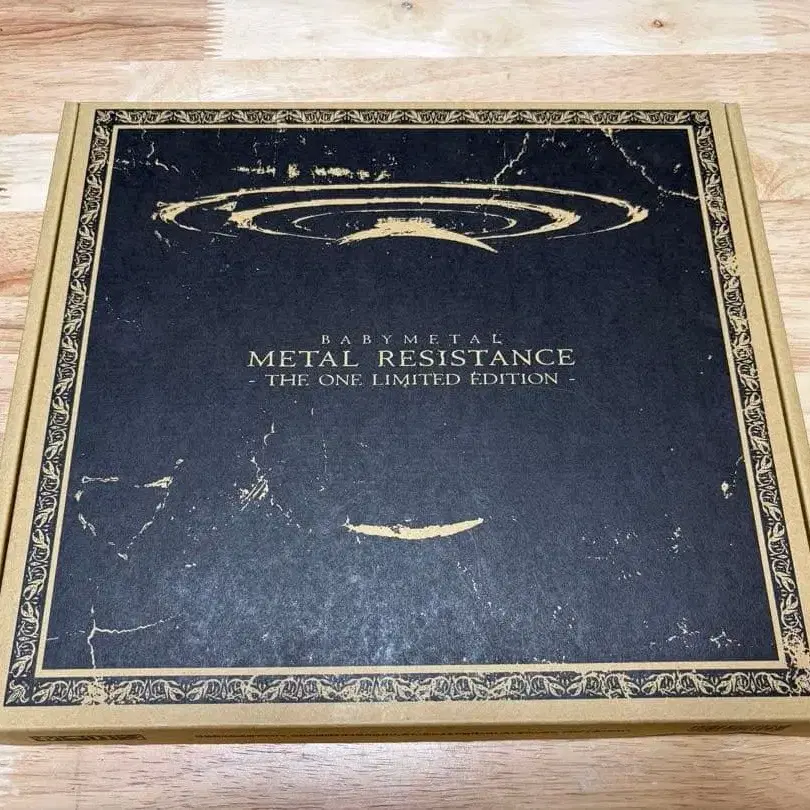 BABYMETAL
METAL RESISTANCE
- THE ONE LIMITED EDITION -